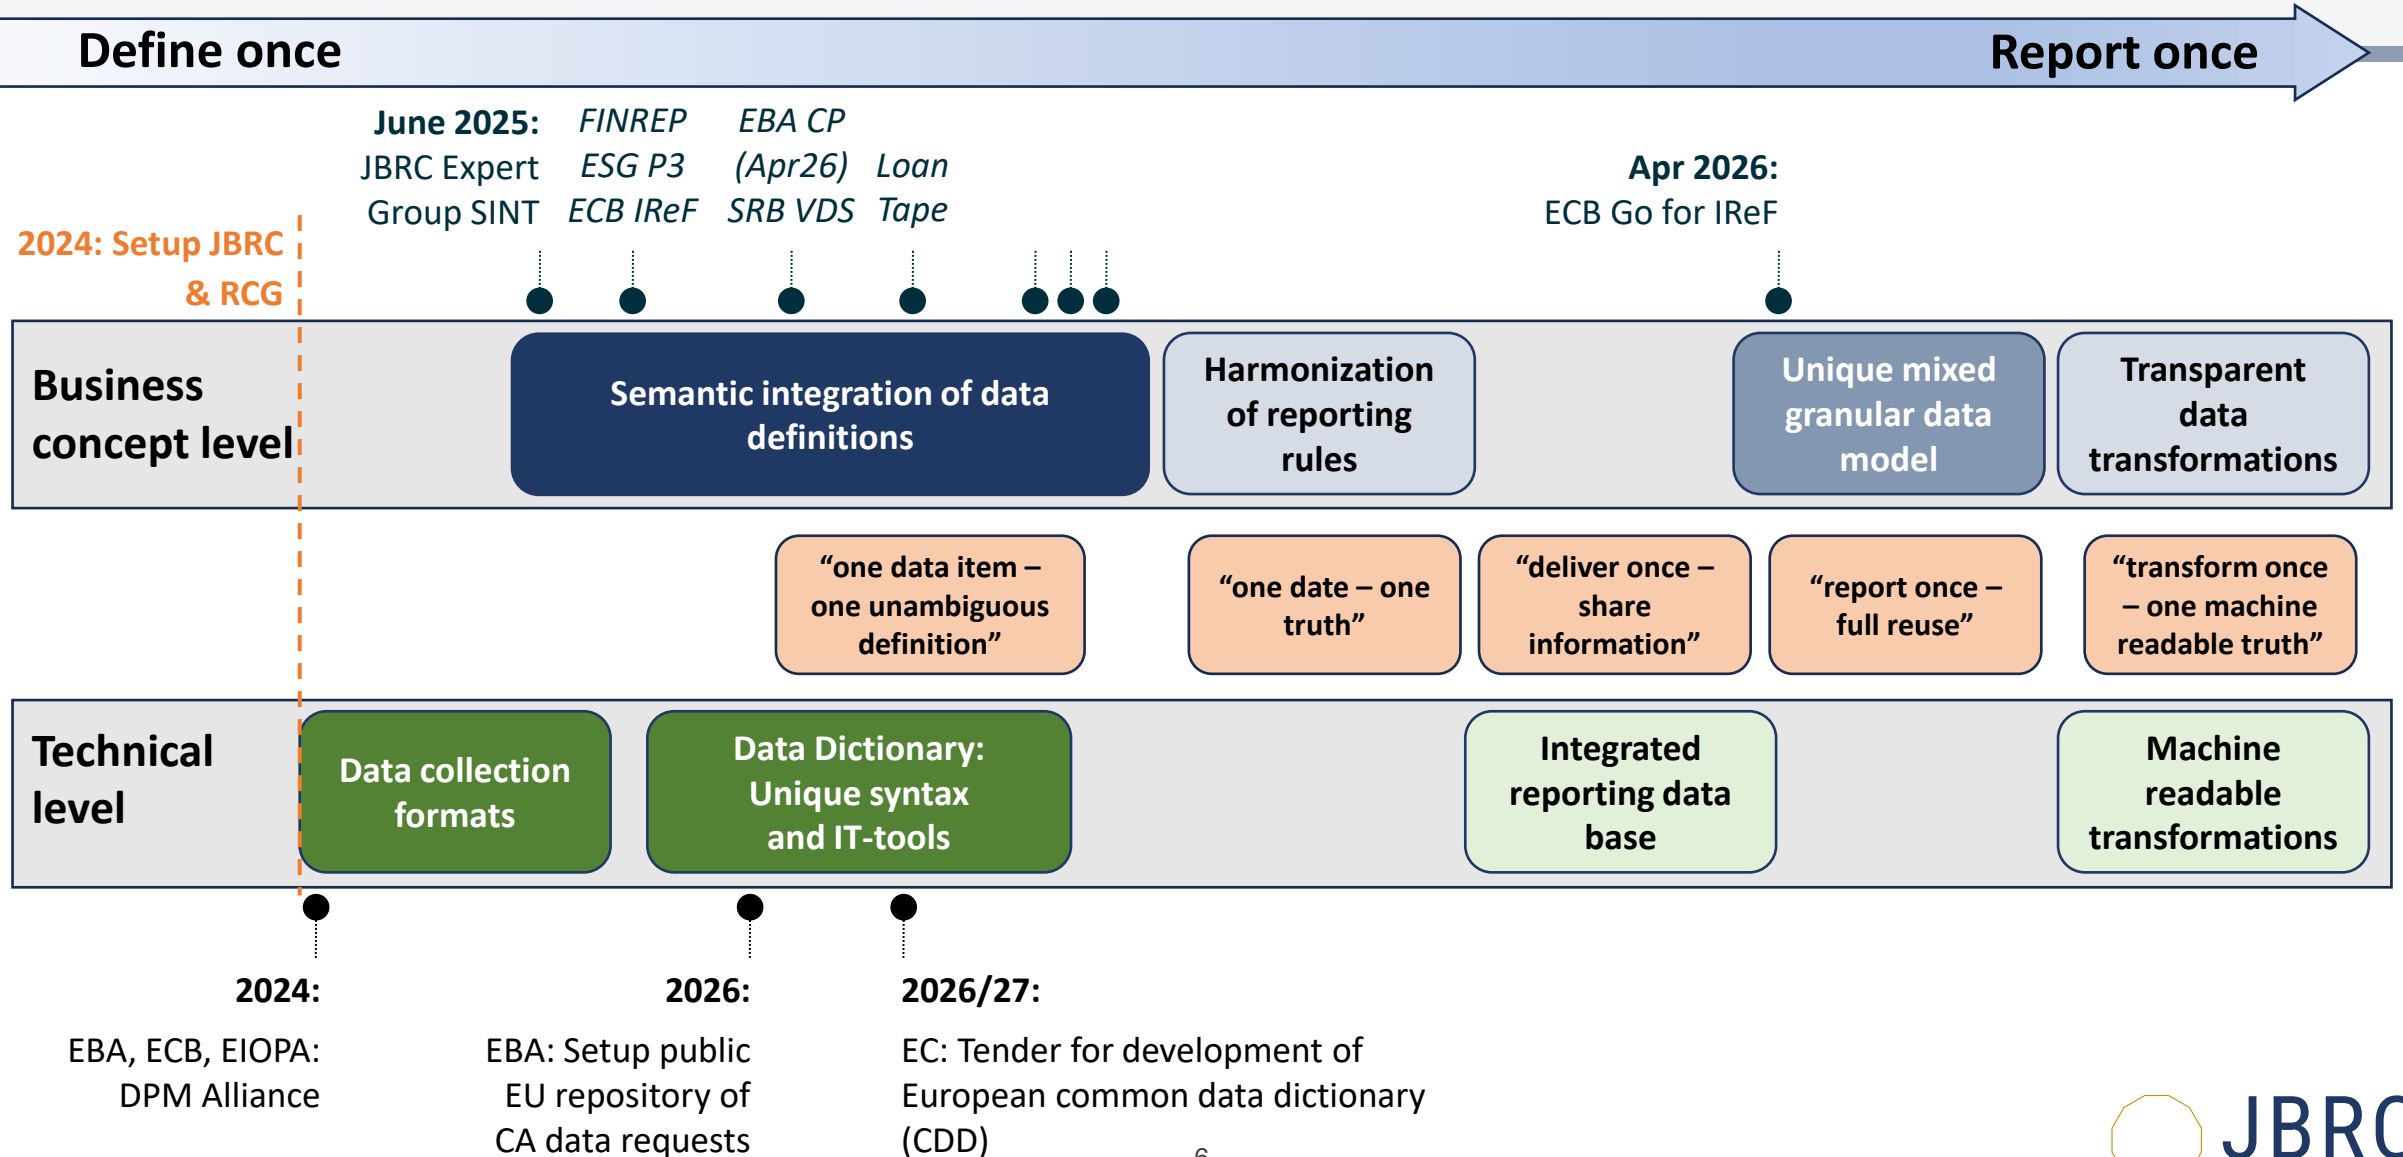 Define once
Report once
June 2025:
JBRC Expert
Group SINT
FINREP
ESG P3
ECB IReF
EBA CP
(Apr26)
SRB VDS
Loan
Tape
Apr 2026:
ECB Go for IReF
2024: Setup JBRC
& RCG
Business
concept level
Semantic integration of data
definitions
Harmonization
of reporting
rules
Unique mixed
granular data
model
Transparent
data
transformations
“one data item –
one unambiguous
definition”
“one date – one
truth”
“deliver once –
share
information”
“report once –
full reuse”
“transform once
– one machine
readable truth”
Technical
level
Data collection
formats
Data Dictionary:
Unique syntax
and IT-tools
Integrated
reporting data
base
Machine
readable
transformations
2024:
EBA, ECB, EIOPA:
DPM Alliance
2026:
EBA: Setup public
EU repository of
CA data requests
2026/27:
EC: Tender for development of
European common data dictionary
(CDD)
6
JBRC